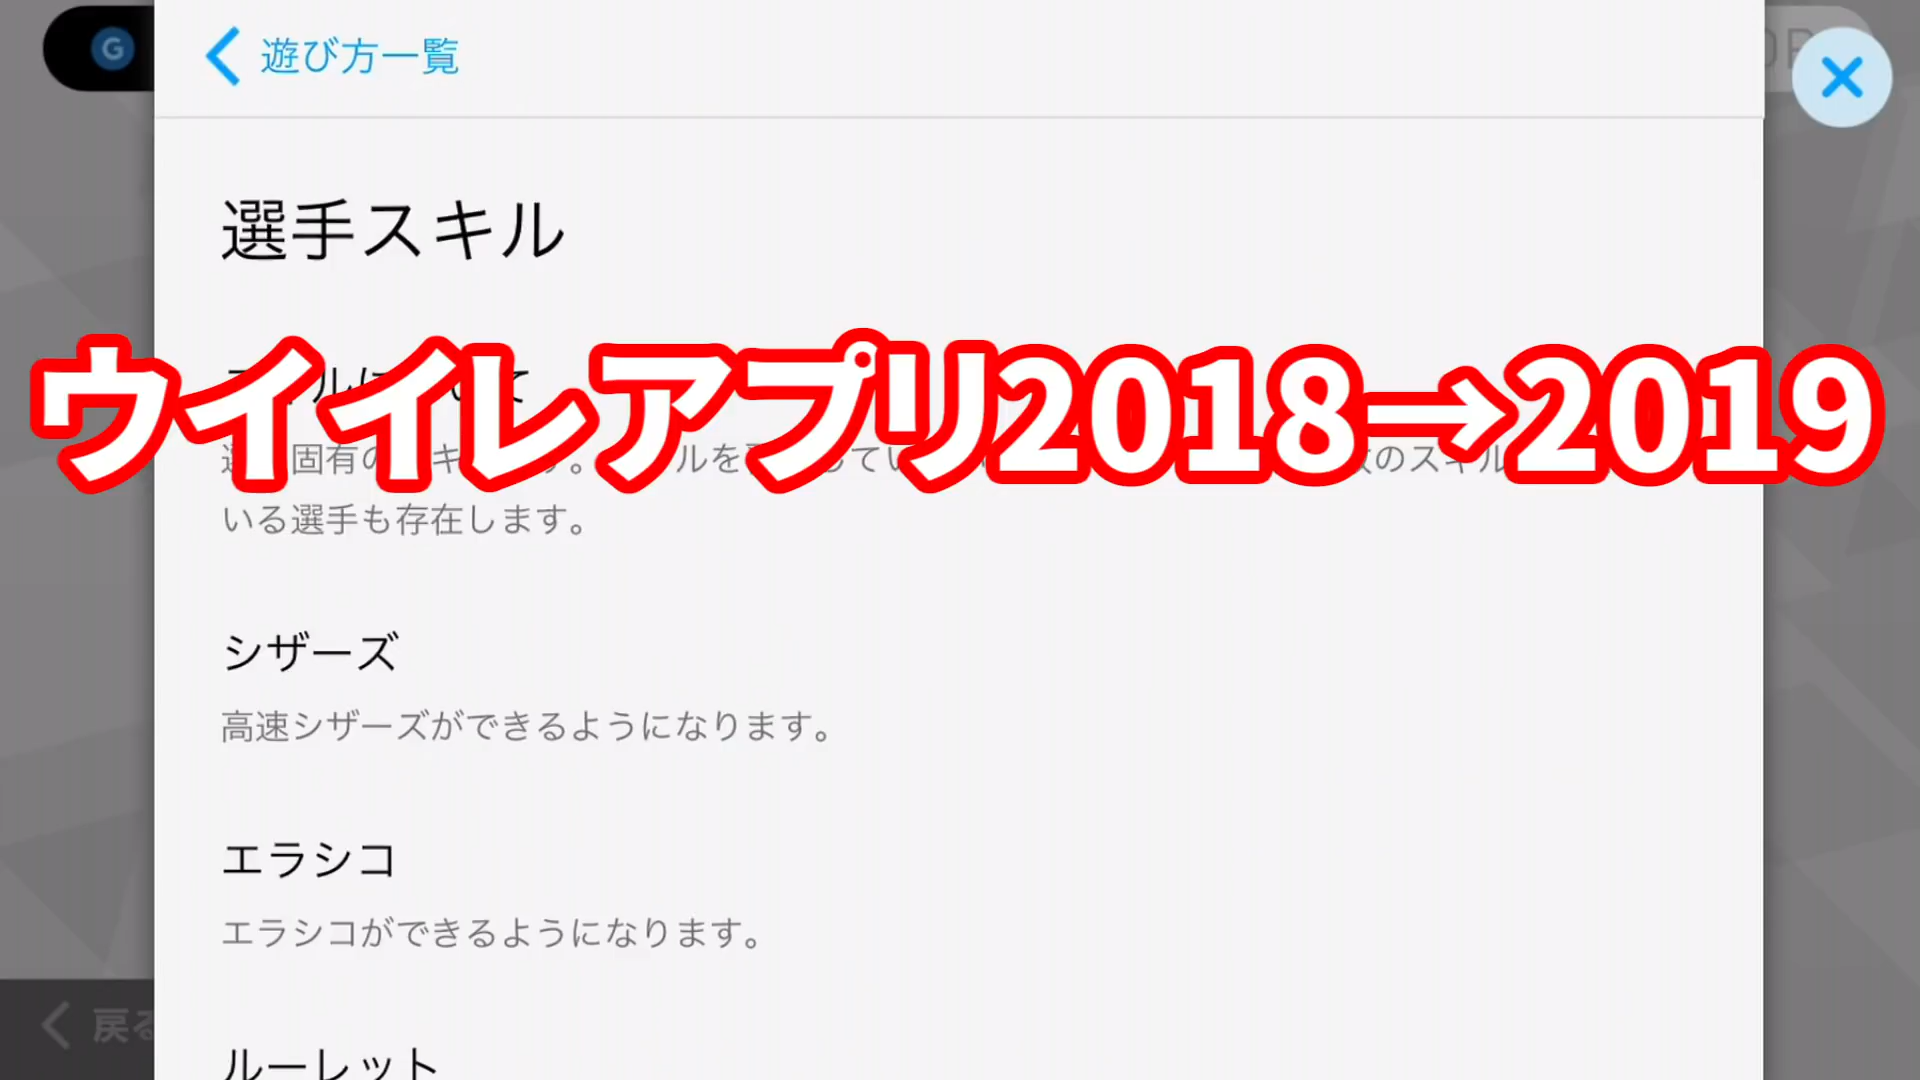 G
遊び方一覧
選手スキル
ウイイレアプリ2018⇒2019
固有の
ルを
のスキル
いる選手も存在します。
シザーズ
高速シザーズができるようになります。
エラシコ
エラシコができるようになります。
戻る
ルーレット